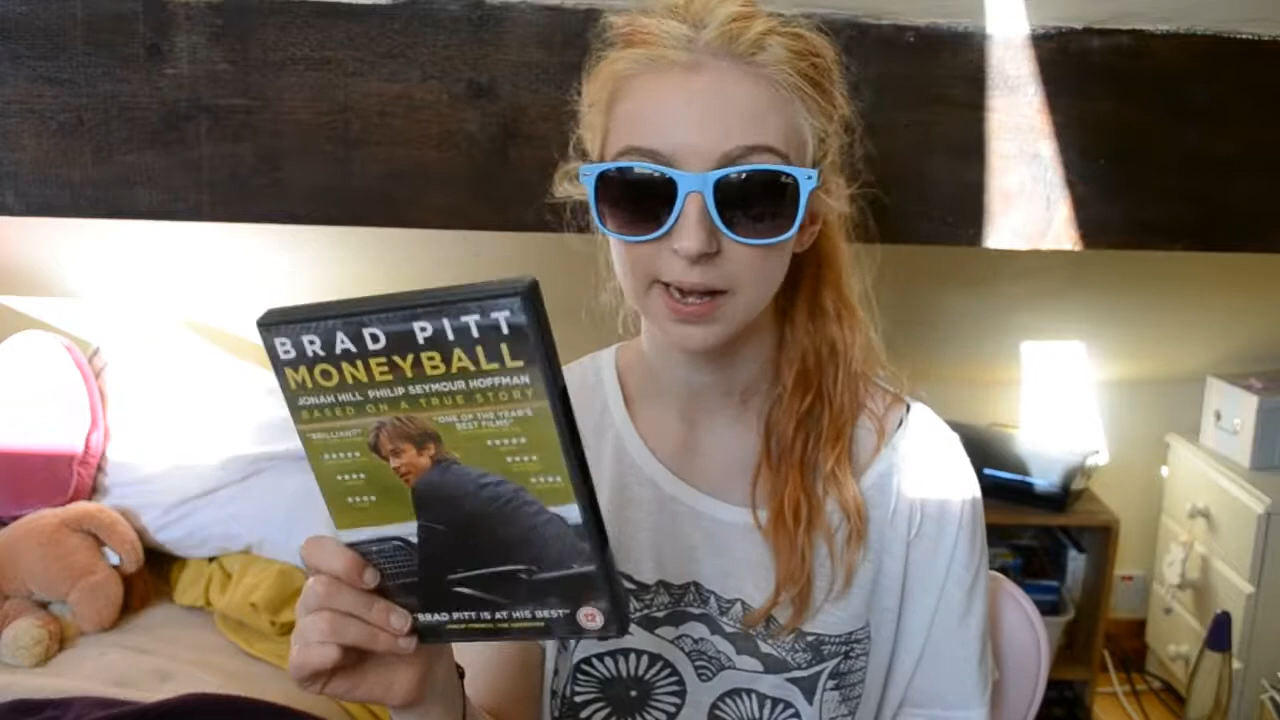 BRAD PITT
MONEYBALL
JONAH HILL PHILIP SEYMOUR HOFFMAN
BASED ON A TRUE STORY
"BRILLIANT"
"ONE OF THE YEAR'S
BEST FILMS"
"BRAD PITT IS AT HIS BEST"
12